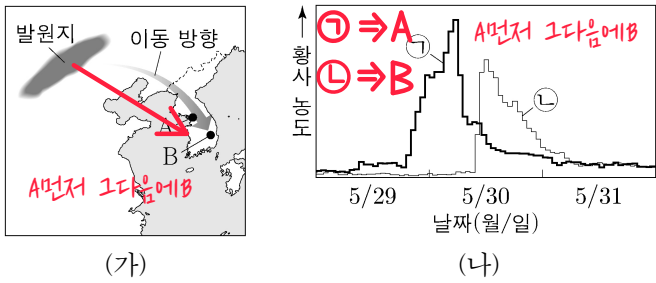 발원지
이동 방향
A
B
A먼저 그다음에B
(가)
황사 농도
㉠ ⇒ A
㉡ ⇒ B
A먼저 그다음에B
㉠
㉡
5/29 5/30 5/31
날짜(월/일)
(나)